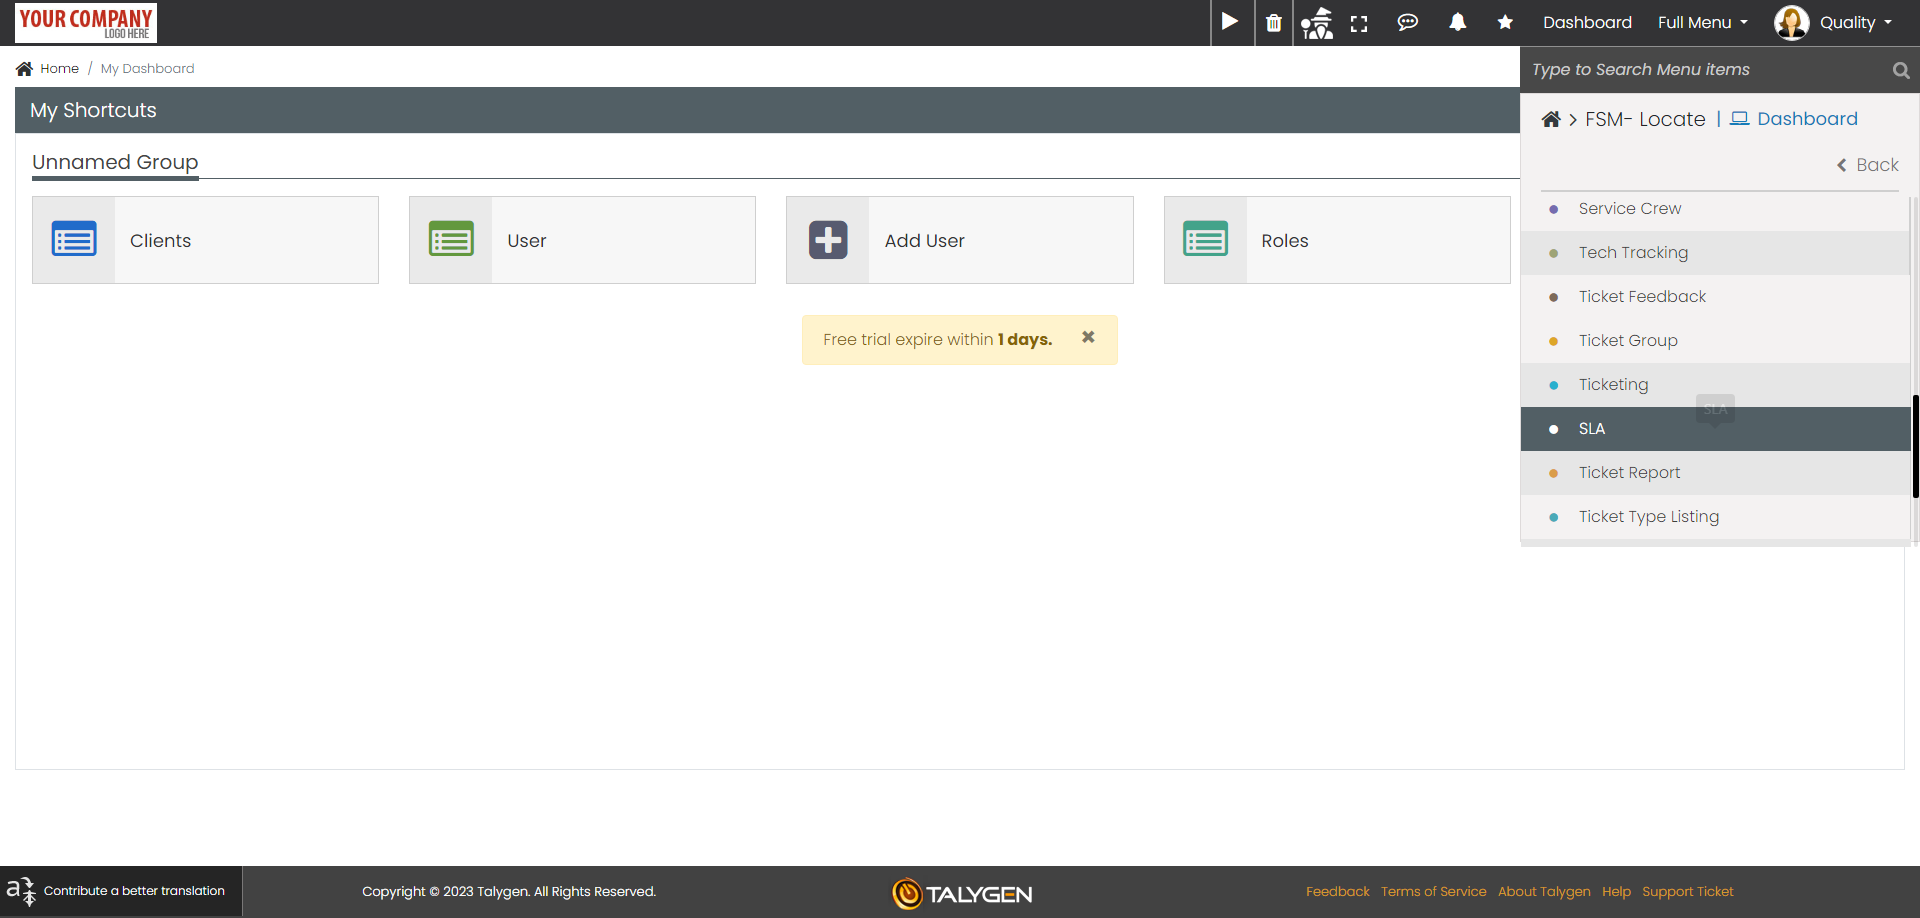 YOUR COMPANY
LOGO HERE
Dashboard
Full Menu
Quality
Home / My Dashboard
Type to Search Menu items
My Shortcuts
FSM- Locate | Dashboard
Back
Unnamed Group
Clients
User
Add User
Roles
Free trial expire within 1 days.
Service Crew
Tech Tracking
Ticket Feedback
Ticket Group
Ticketing
SLA
SLA
Ticket Report
Ticket Type Listing
Contribute a better translation
Copyright © 2023 Talygen. All Rights Reserved.
TALYGEN
Feedback Terms of Service About Talygen Help Support Ticket